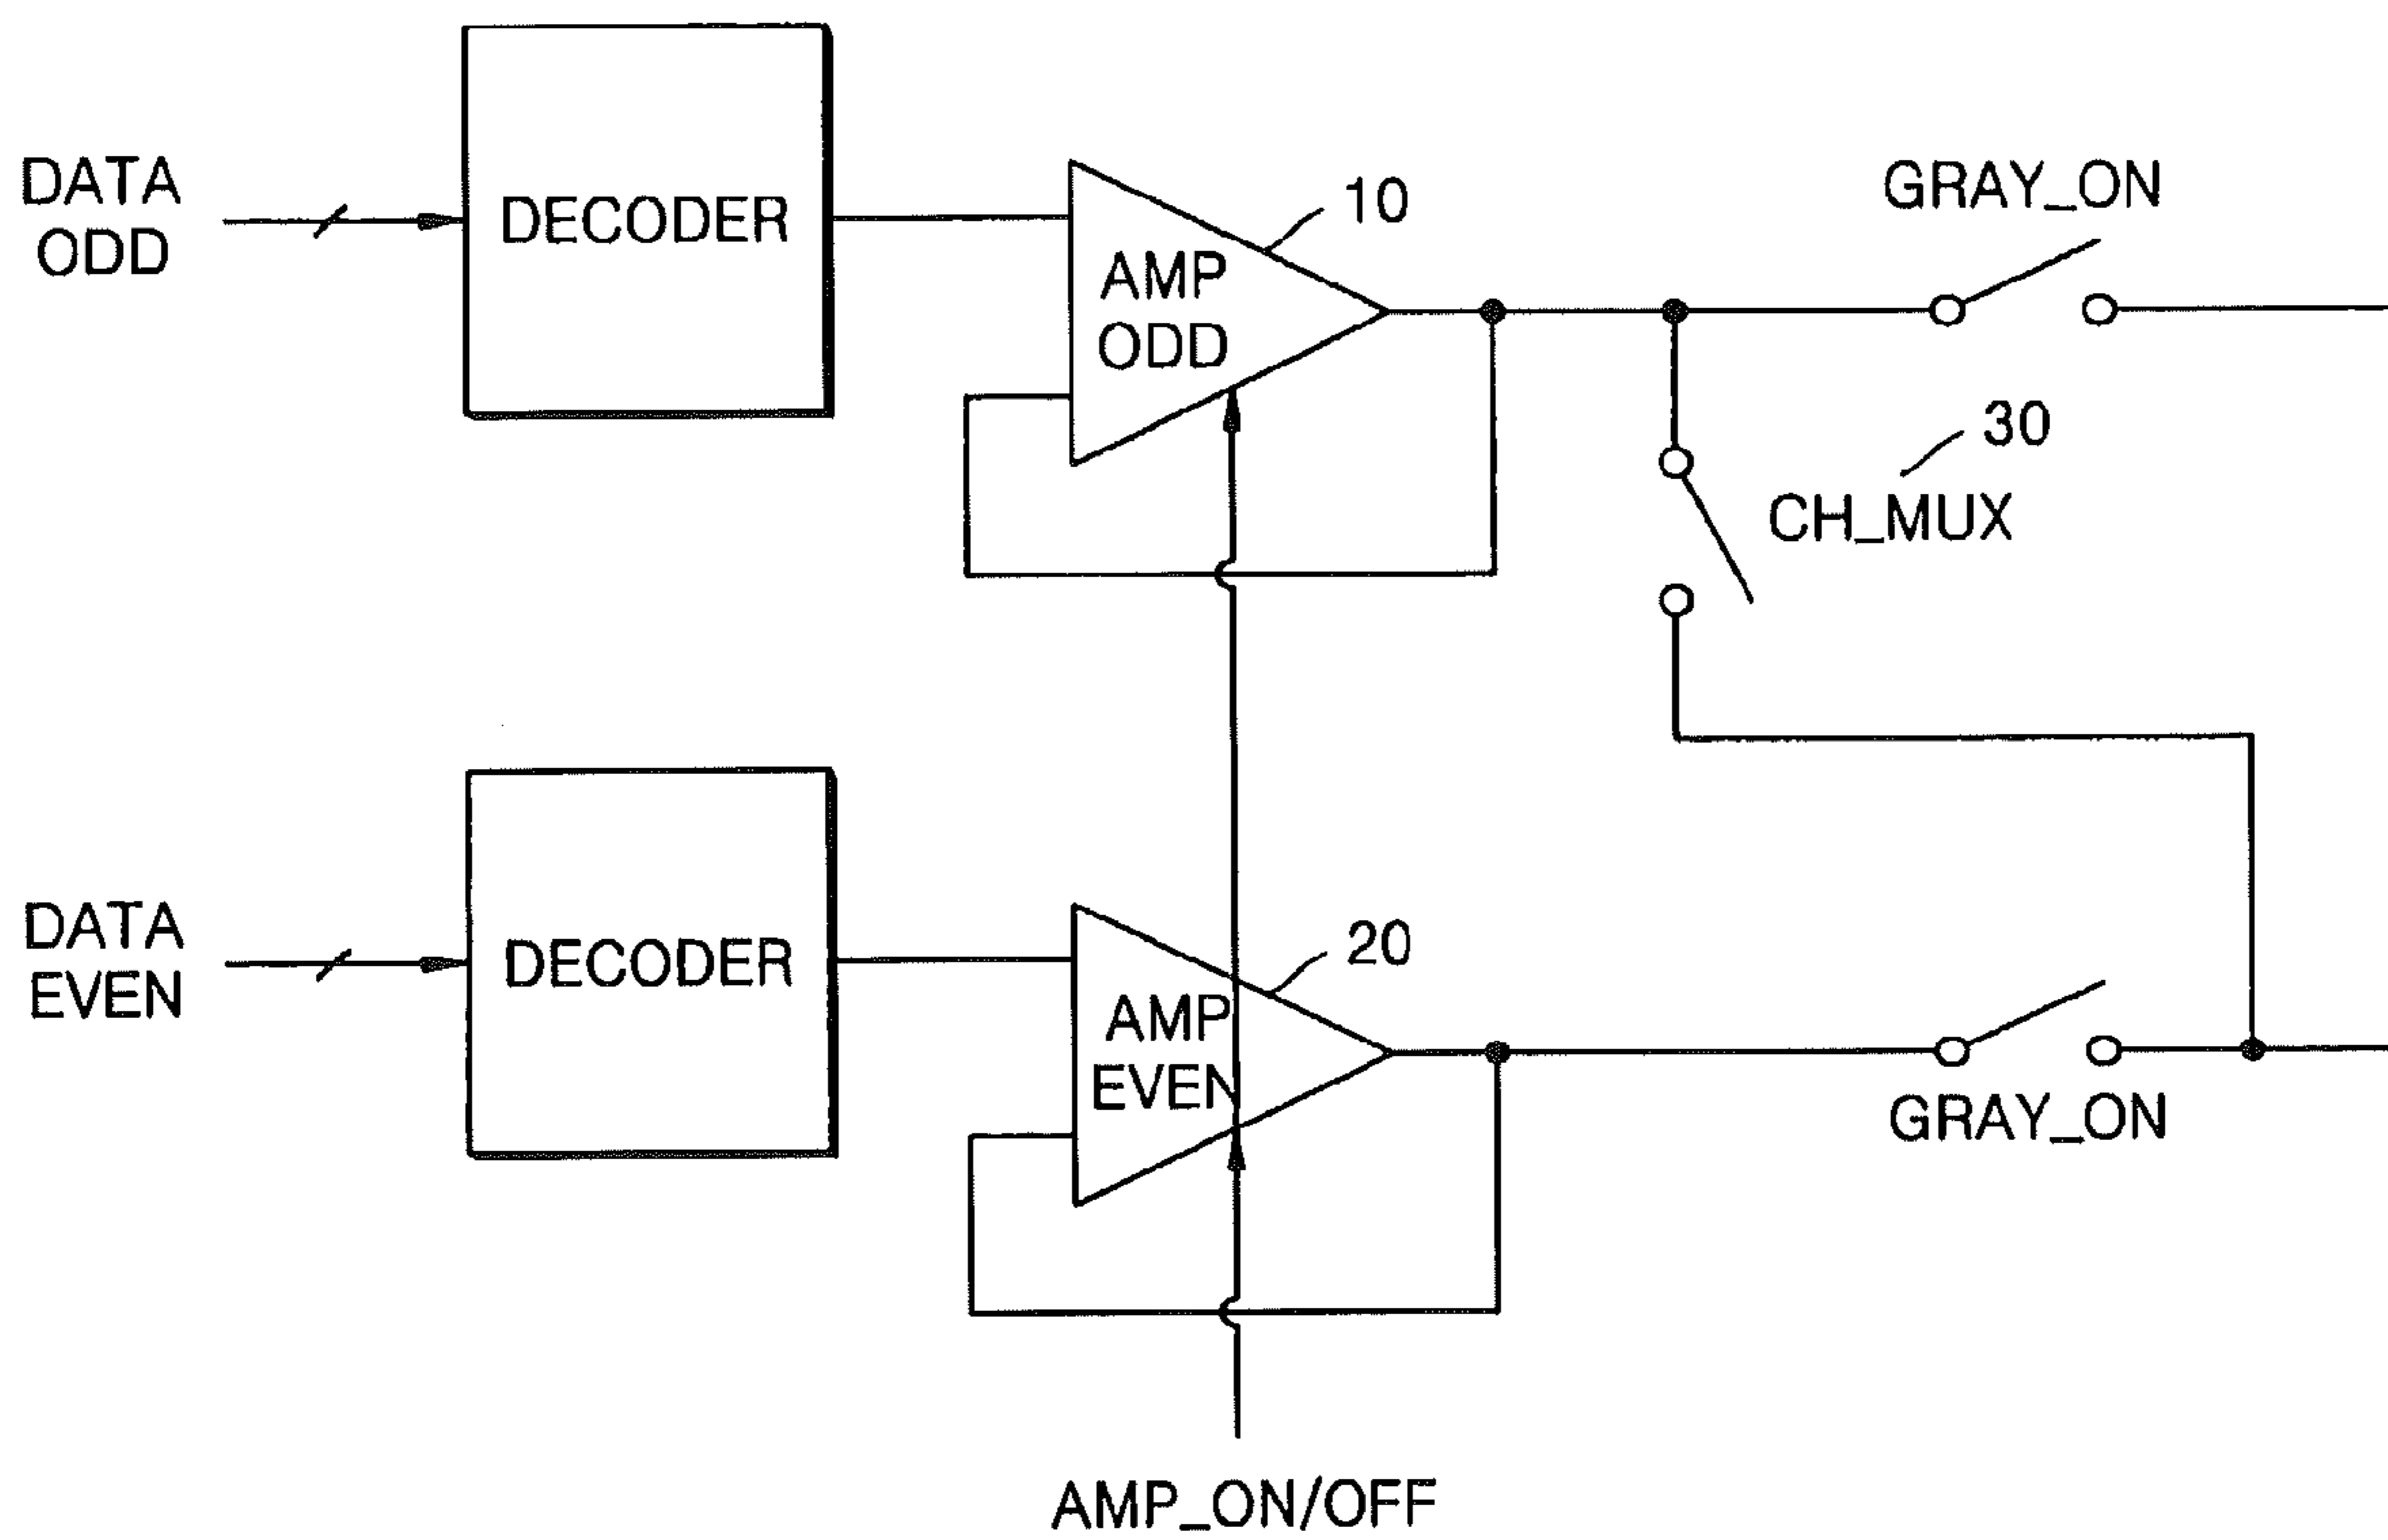 DATA
ODD
DECODER
AMP
ODD
10
GRAY_ON
30
CH_MUX
DATA
EVEN
DECODER
AMP
EVEN
20
GRAY_ON
AMP_ON/OFF